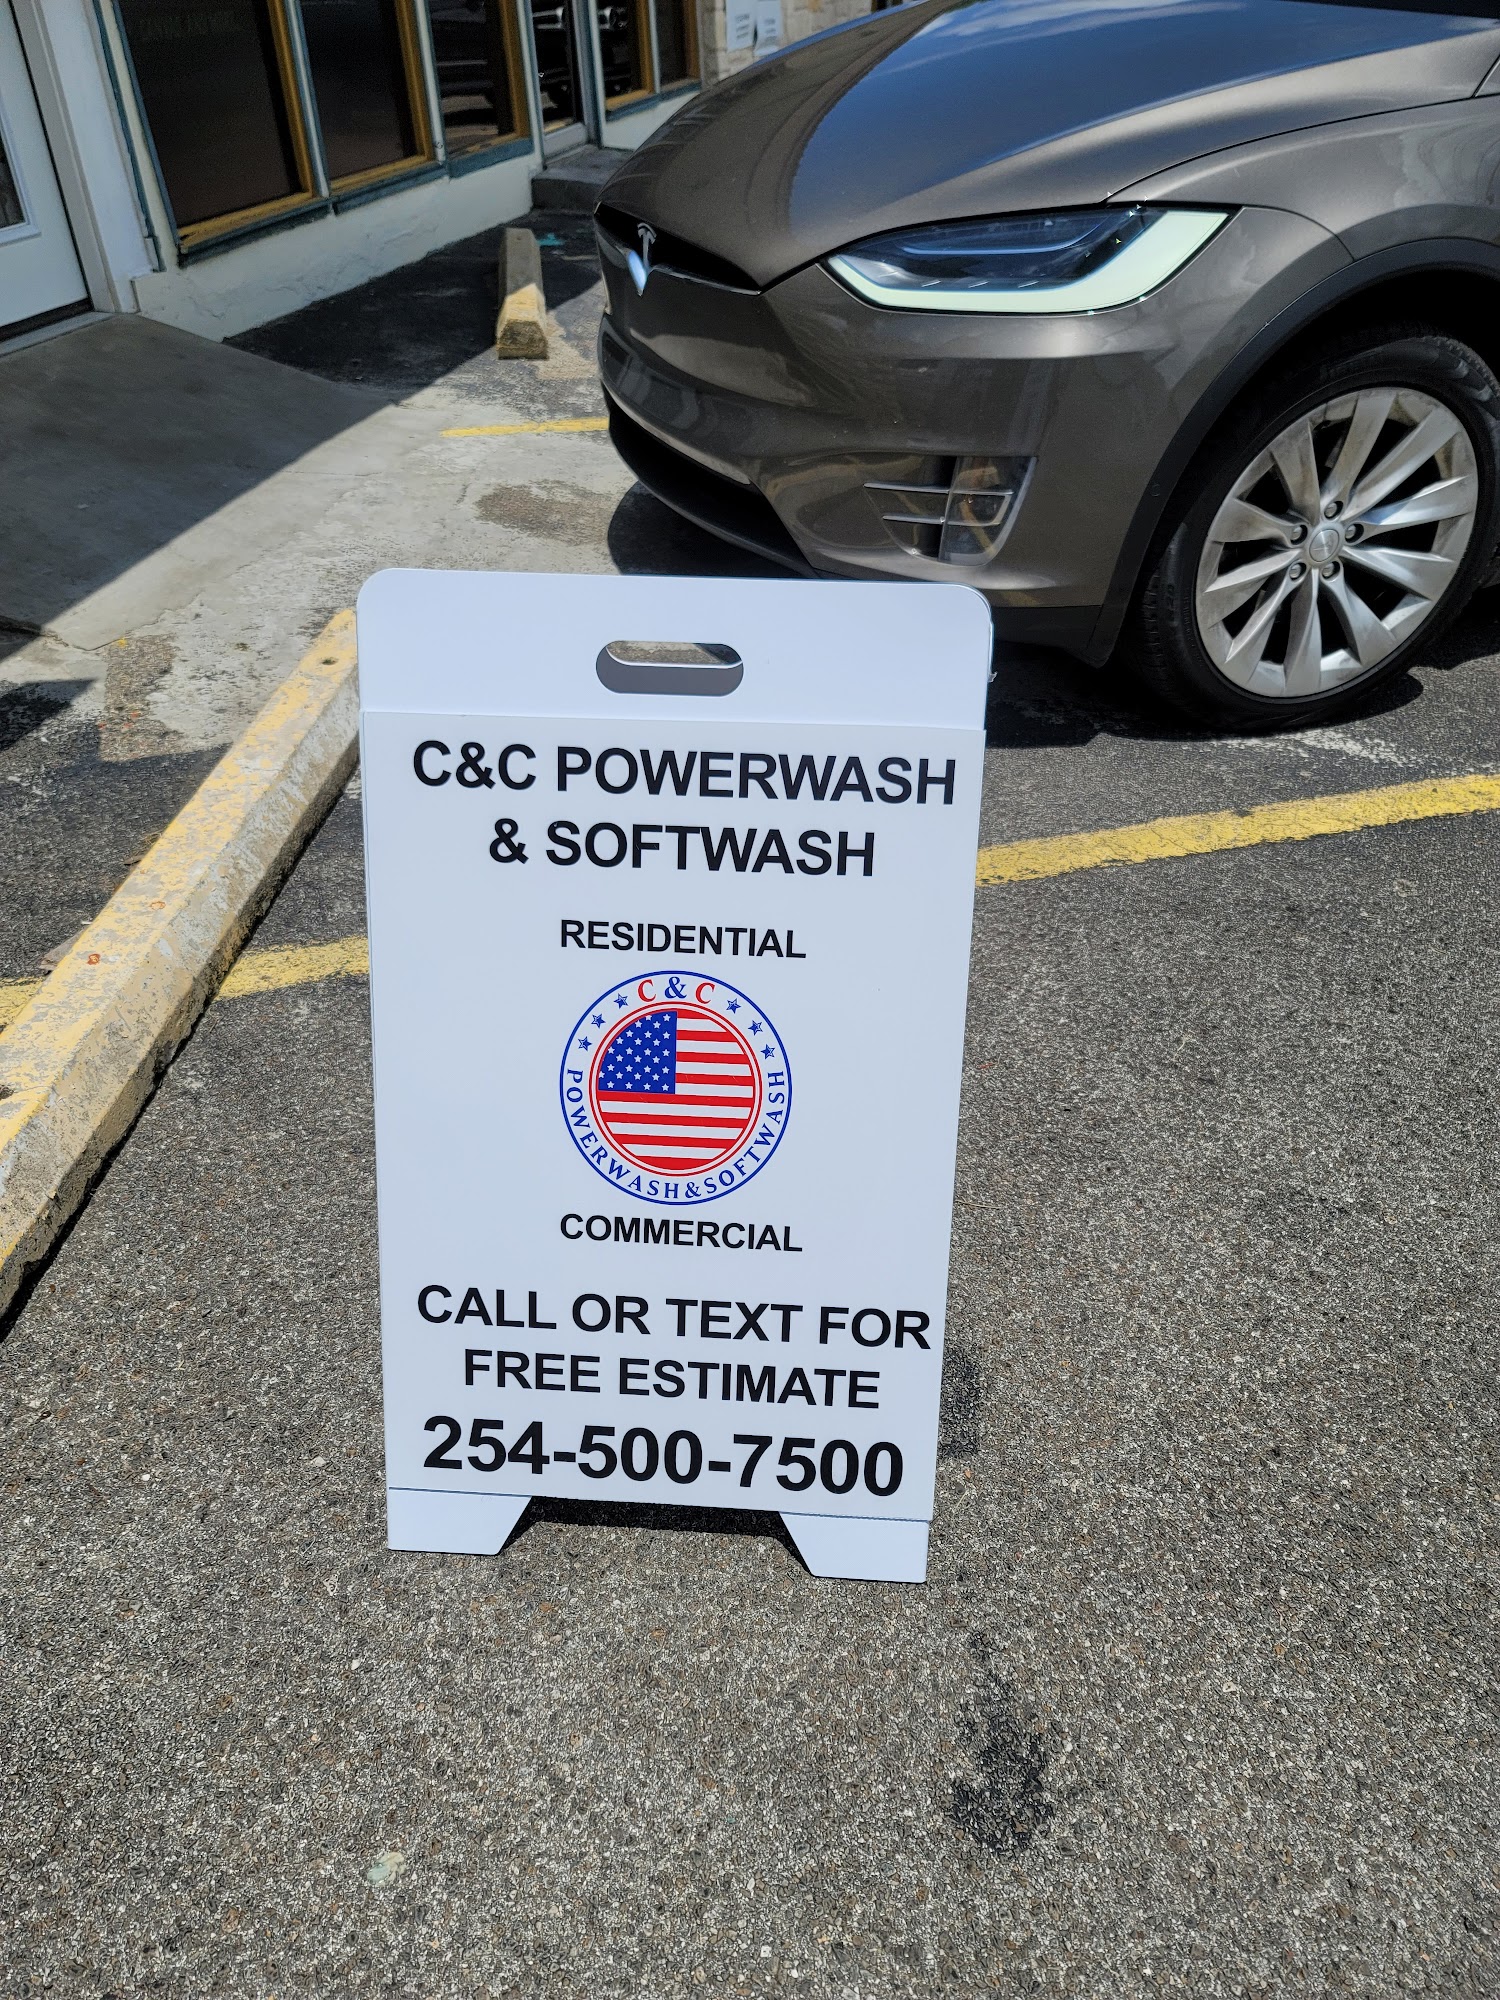 C&C POWERWASH
& SOFTWASH
RESIDENTIAL
C & C
POWERWASH&SOFTWASH
COMMERCIAL
CALL OR TEXT FOR
FREE ESTIMATE
254-500-7500